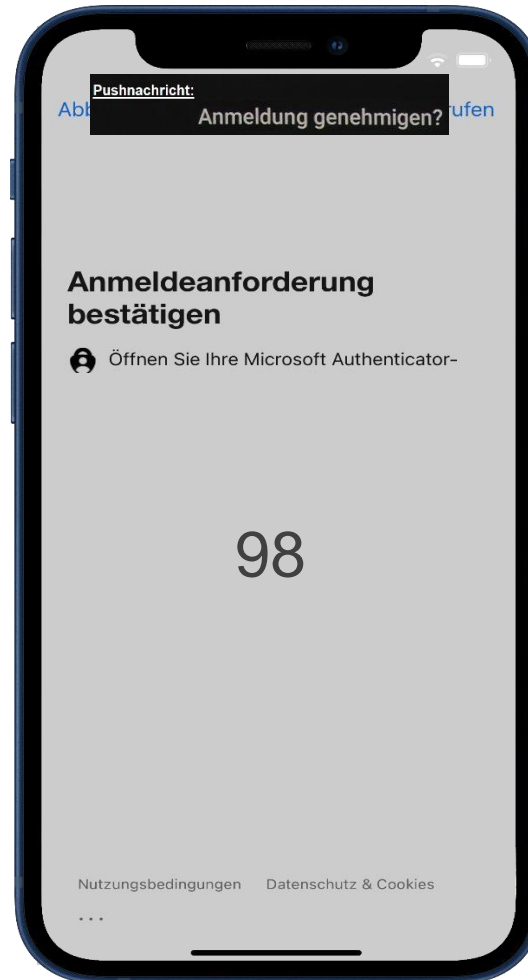 Pushnachricht:
Abb
Anmeldung genehmigen?
rufen
Anmeldeanforderung
bestätigen
Öffnen Sie Ihre Microsoft Authenticator-
98
Nutzungsbedingungen Datenschutz & Cookies
...